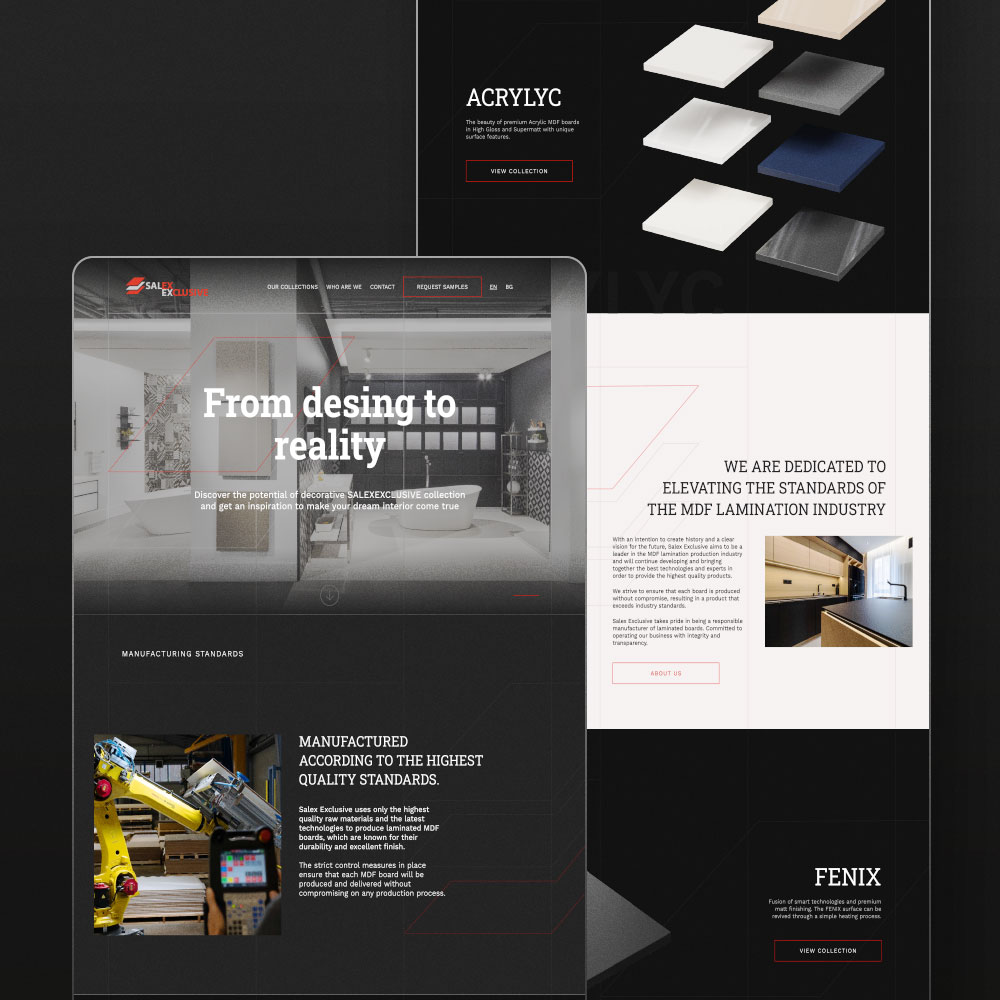 ACRYLYC
The beauty of premium Acrylic MDF boards
in High Gloss and Supermatt with unique
surface features.
VIEW COLLECTION
SALEX
EXCLUSIVE
OUR COLLECTIONS
WHO ARE WE
CONTACT
REQUEST SAMPLES
EN
BG
From desing to
reality
Discover the potential of decorative SALEXEXCLUSIVE collection
and get an inspiration to make your dream interior come true
MANUFACTURING STANDARDS
MANUFACTURED
ACCORDING TO THE HIGHEST
QUALITY STANDARDS.
Salex Exclusive uses only the highest
quality raw materials and the latest
technologies to produce laminated MDF
boards, which are known for their
durability and excellent finish.
The strict control measures in place
ensure that each MDF board will be
produced and delivered without
compromising on any production process.
YLYC
WE ARE DEDICATED TO
ELEVATING THE STANDARDS OF
THE MDF LAMINATION INDUSTRY
With an intention to create history and a clear
vision for the future, Salex Exclusive aims to be a
leader in the MDF lamination production industry
and will continue developing and bringing
together the best technologies and experts in
order to provide the highest quality products.
We strive to ensure that each board is produced
without compromise, resulting in a product that
exceeds industry standards.
Salex Exclusive takes pride in being a responsible
manufacturer of laminated boards. Committed to
operating our business with integrity and
transparency.
ABOUT US
FENIX
Fusion of smart technologies and premium
matt finishing. The FENIX surface can be
revived through a simple heating process.
VIEW COLLECTION